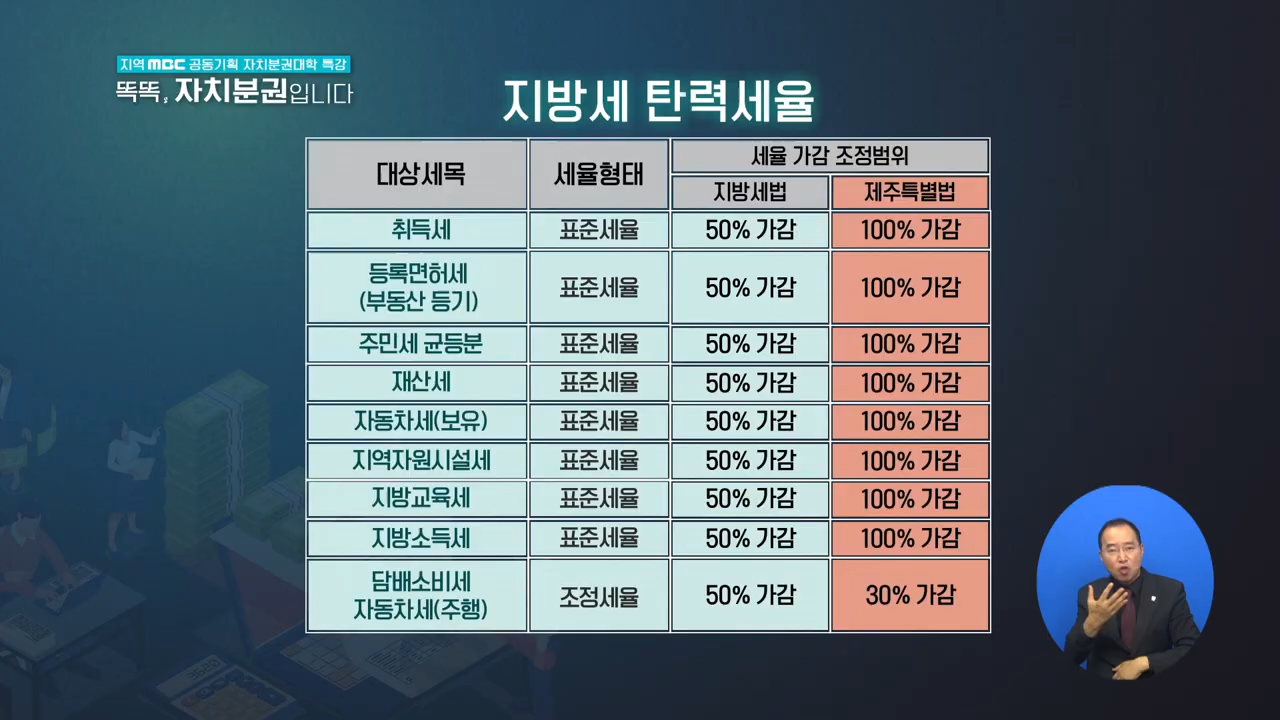 지역 MBC 공동기획 자치분권대학 특강
똑똑, 자치분권입니다
지방세 탄력세율
대상세목 세율형태 세율 가감 조정범위
지방세법 제주특별법
취득세 표준세율 50% 가감 100% 가감
등록면허세
(부동산 등기) 표준세율 50% 가감 100% 가감
주민세 균등분 표준세율 50% 가감 100% 가감
재산세 표준세율 50% 가감 100% 가감
자동차세(보유) 표준세율 50% 가감 100% 가감
지역자원시설세 표준세율 50% 가감 100% 가감
지방교육세 표준세율 50% 가감 100% 가감
지방소득세 표준세율 50% 가감 100% 가감
담배소비세
자동차세(주행) 조정세율 50% 가감 30% 가감